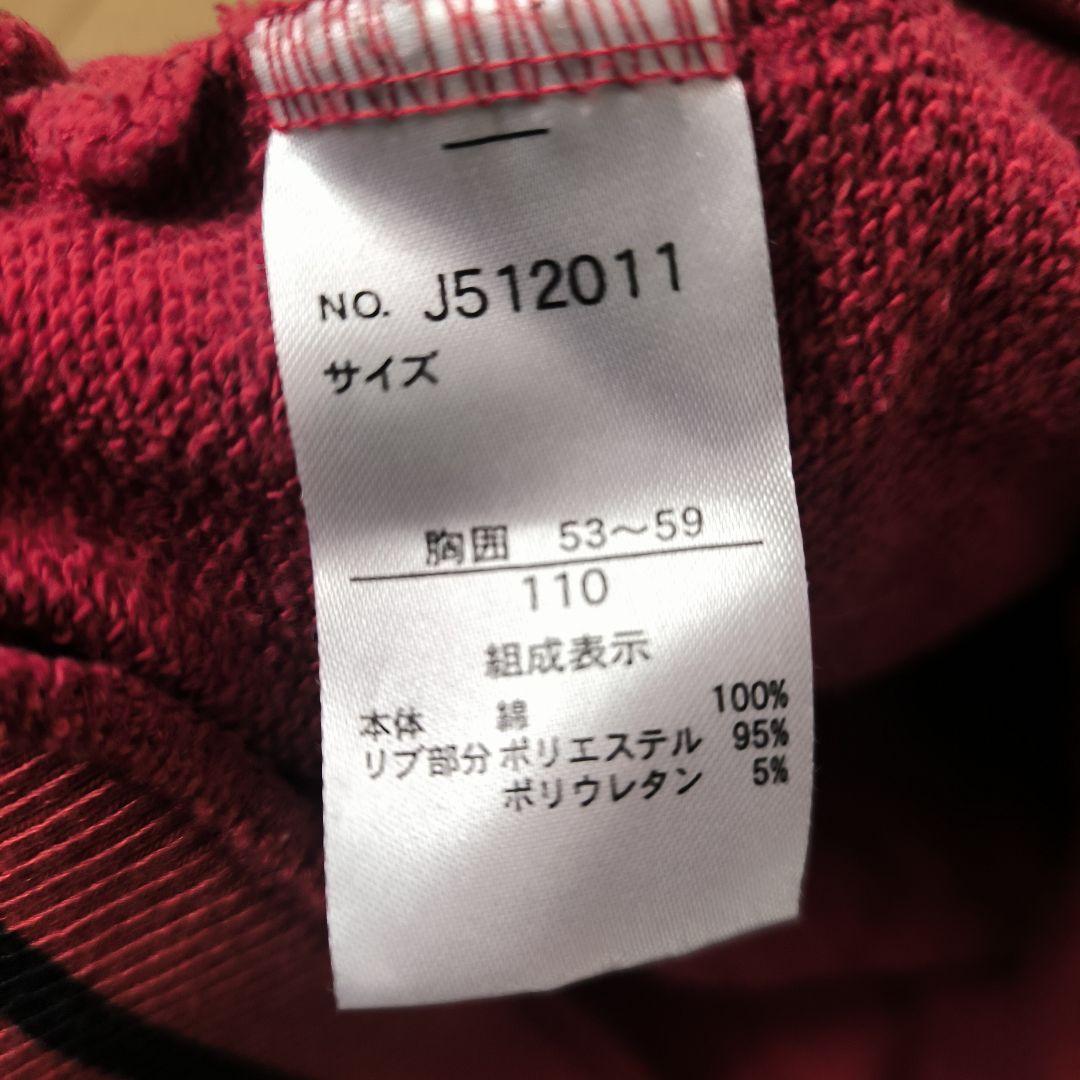 NO. J512011
サイズ
胸囲 53～59
110
組成表示
本体 綿 100%
リブ部分 ポリエステル 95%
ポリウレタン 5%